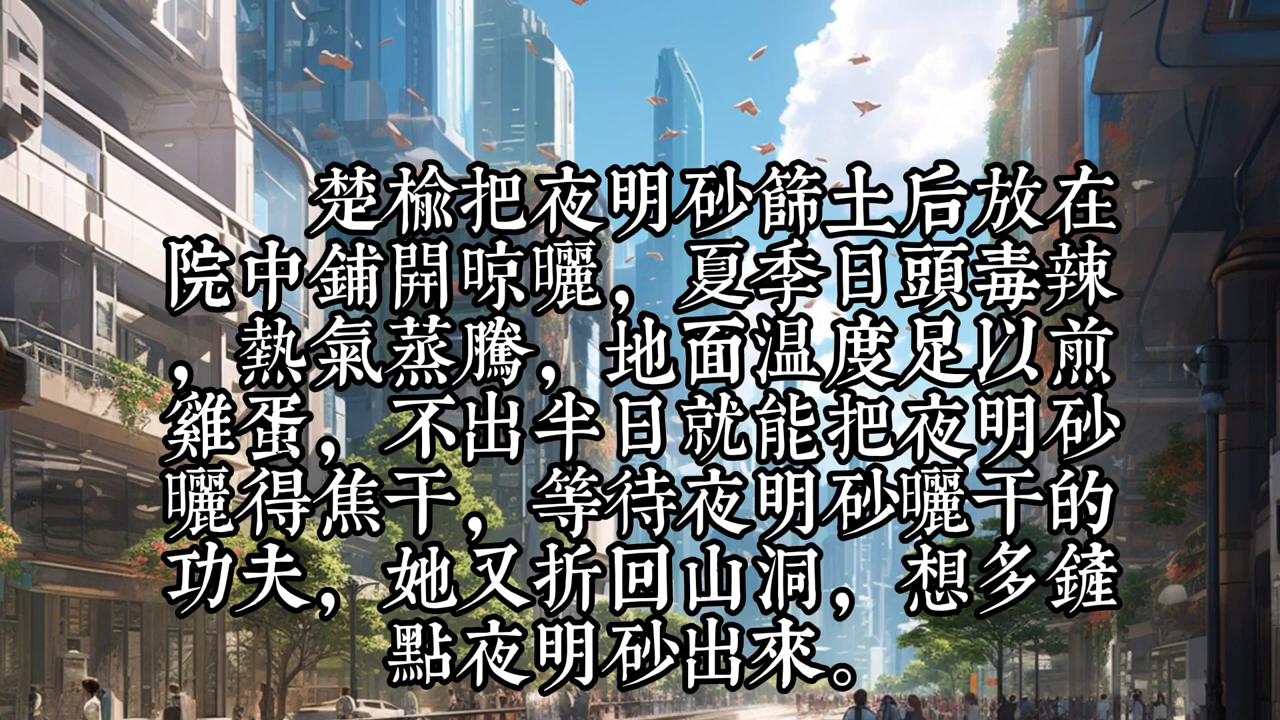 楚榆把夜明砂篩土后放在
院中鋪開晾曬，夏季日頭毒辣
，熱氣蒸騰，地面温度足以煎
雞蛋，不出半日就能把夜明砂
曬得焦干，等待夜明砂曬干的
功夫，她又折回山洞，想多鏟
點夜明砂出來。